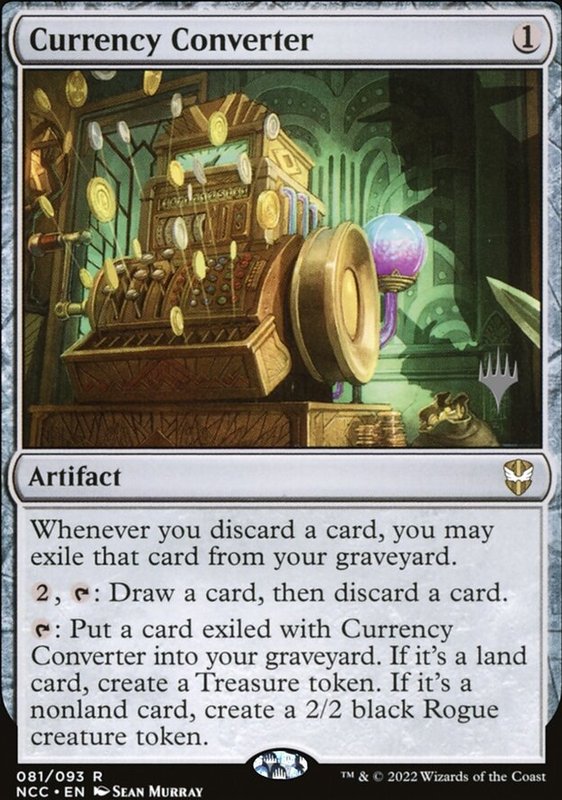 Currency Converter 1
Artifact
Whenever you discard a card, you may
exile that card from your graveyard.
2, : Draw a card, then discard a card.
: Put a card exiled with Currency
Converter into your graveyard. If it's a land
card, create a Treasure token. If it's a
nonland card, create a 2/2 black Rogue
creature token.
081/093 R
NCC • EN Sean Murray
™ & © 2022 Wizards of the Coast